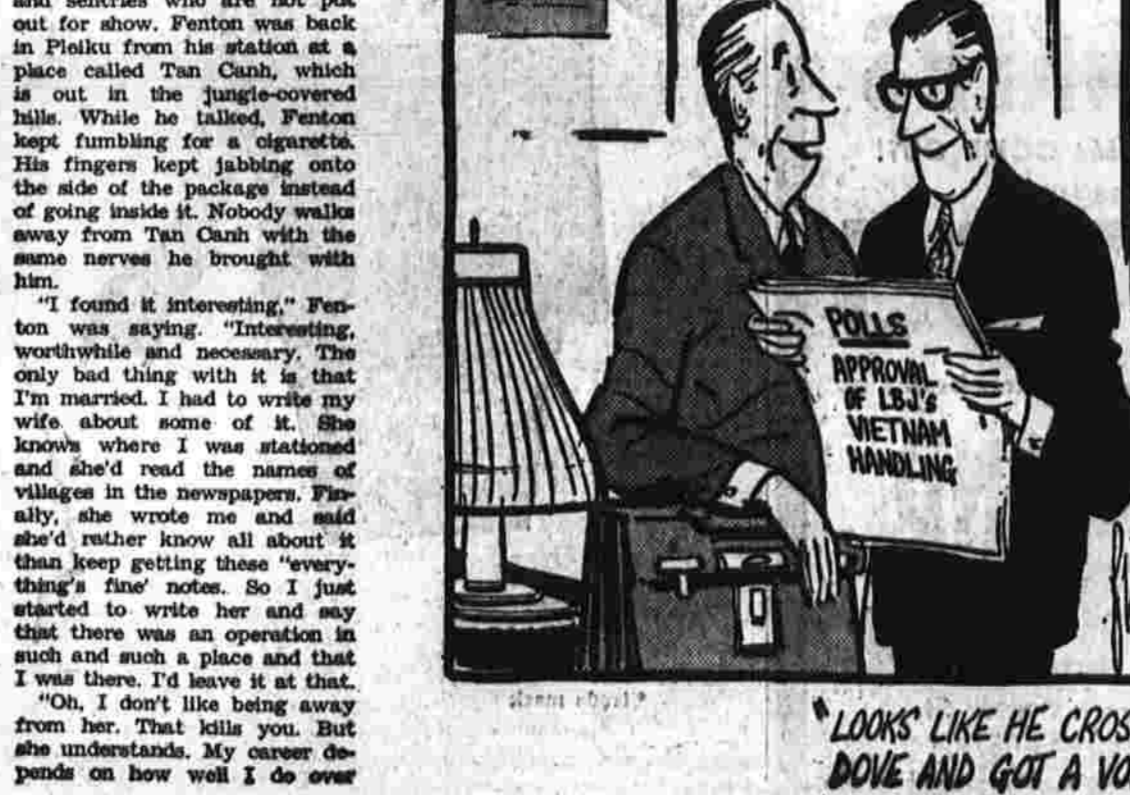 and sentries who are not put
out for show. Fenton was back
in Pleiku from his station at a
place called Tan Canh, which
is out in the jungle-covered
hills. While he talked, Fenton
kept fumbling for a cigarette.
His fingers kept jabbing onto
the side of the package instead
of going inside it. Nobody walks
away from Tan Canh with the
same nerves he brought with
him.
"I found it interesting," Fen-
ton was saying. "Interesting,
worthwhile and necessary. The
only bad thing with it is that
I'm married. I had to write my
wife about some of it. She
knows where I was stationed
and she'd read the names of
villages in the newspapers. Fin-
ally, she wrote me and said
she'd rather know all about it
than keep getting these "every-
thing's fine' notes. So I just
started to write her and say
that there was an operation in
such and such a place and that
I was there. I'd leave it at that.
"Oh, I don't like being away
from her. That kills you. But
she understands. My career de-
pends on how well I do over
POLLS
APPROVAL
OF LBJ's
VIETNAM
HANDLING
"LOOKS LIKE HE CROS
DOVE AND GOT A VO